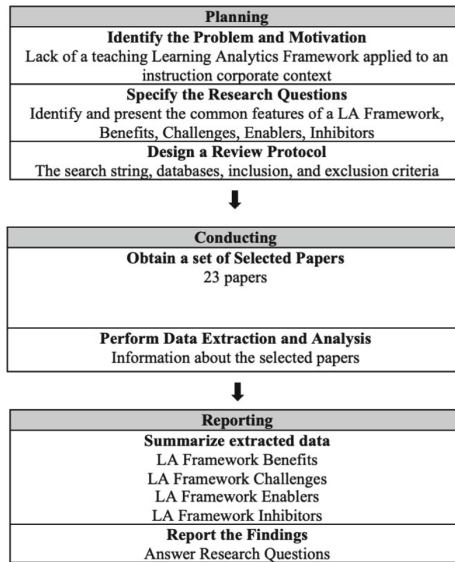 Planning
Identify the Problem and Motivation
Lack of a teaching Learning Analytics Framework applied to an
instruction corporate context
Specify the Research Questions
Identify and present the common features of a LA Framework,
Benefits, Challenges, Enablers, Inhibitors
Design a Review Protocol
The search string, databases, inclusion, and exclusion criteria
Conducting
Obtain a set of Selected Papers
23 papers
Perform Data Extraction and Analysis
Information about the selected papers
Reporting
Summarize extracted data
LA Framework Benefits
LA Framework Challenges
LA Framework Enablers
LA Framework Inhibitors
Report the Findings
Answer Research Questions